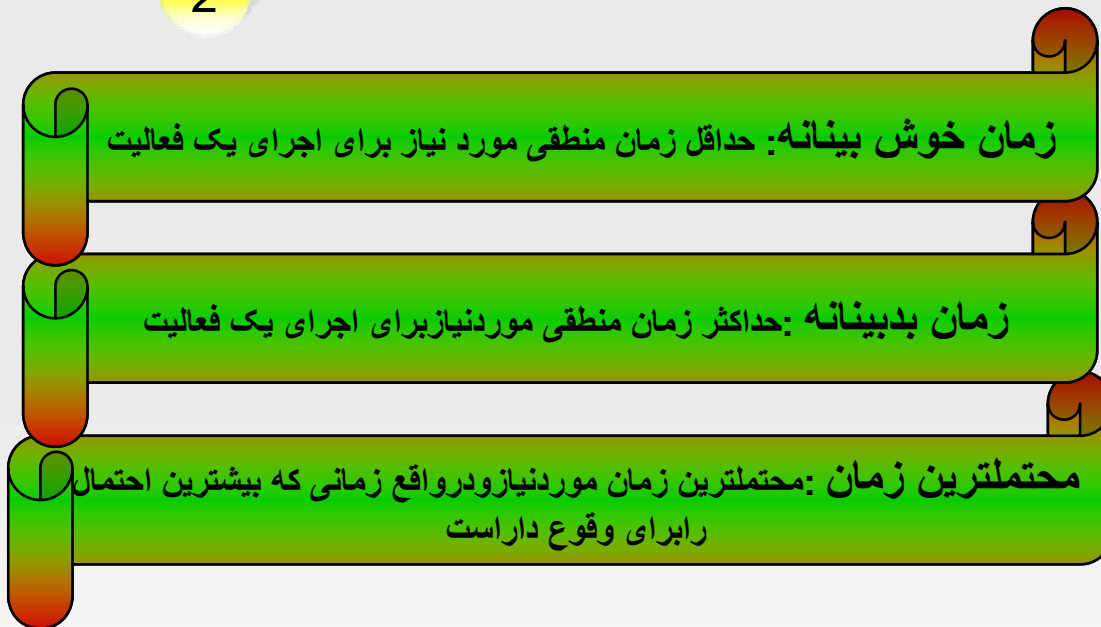 2
زمان خوش بینانه: حداقل زمان منطقی مورد نیاز برای اجرای یک فعالیت
زمان بدبینانه :حداکثر زمان منطقی موردنیازبرای اجرای یک فعالیت
محتملترین زمان :محتملترین زمان موردنیازودرواقع زمانی که بیشترین احتمال
رابرای وقوع داراست